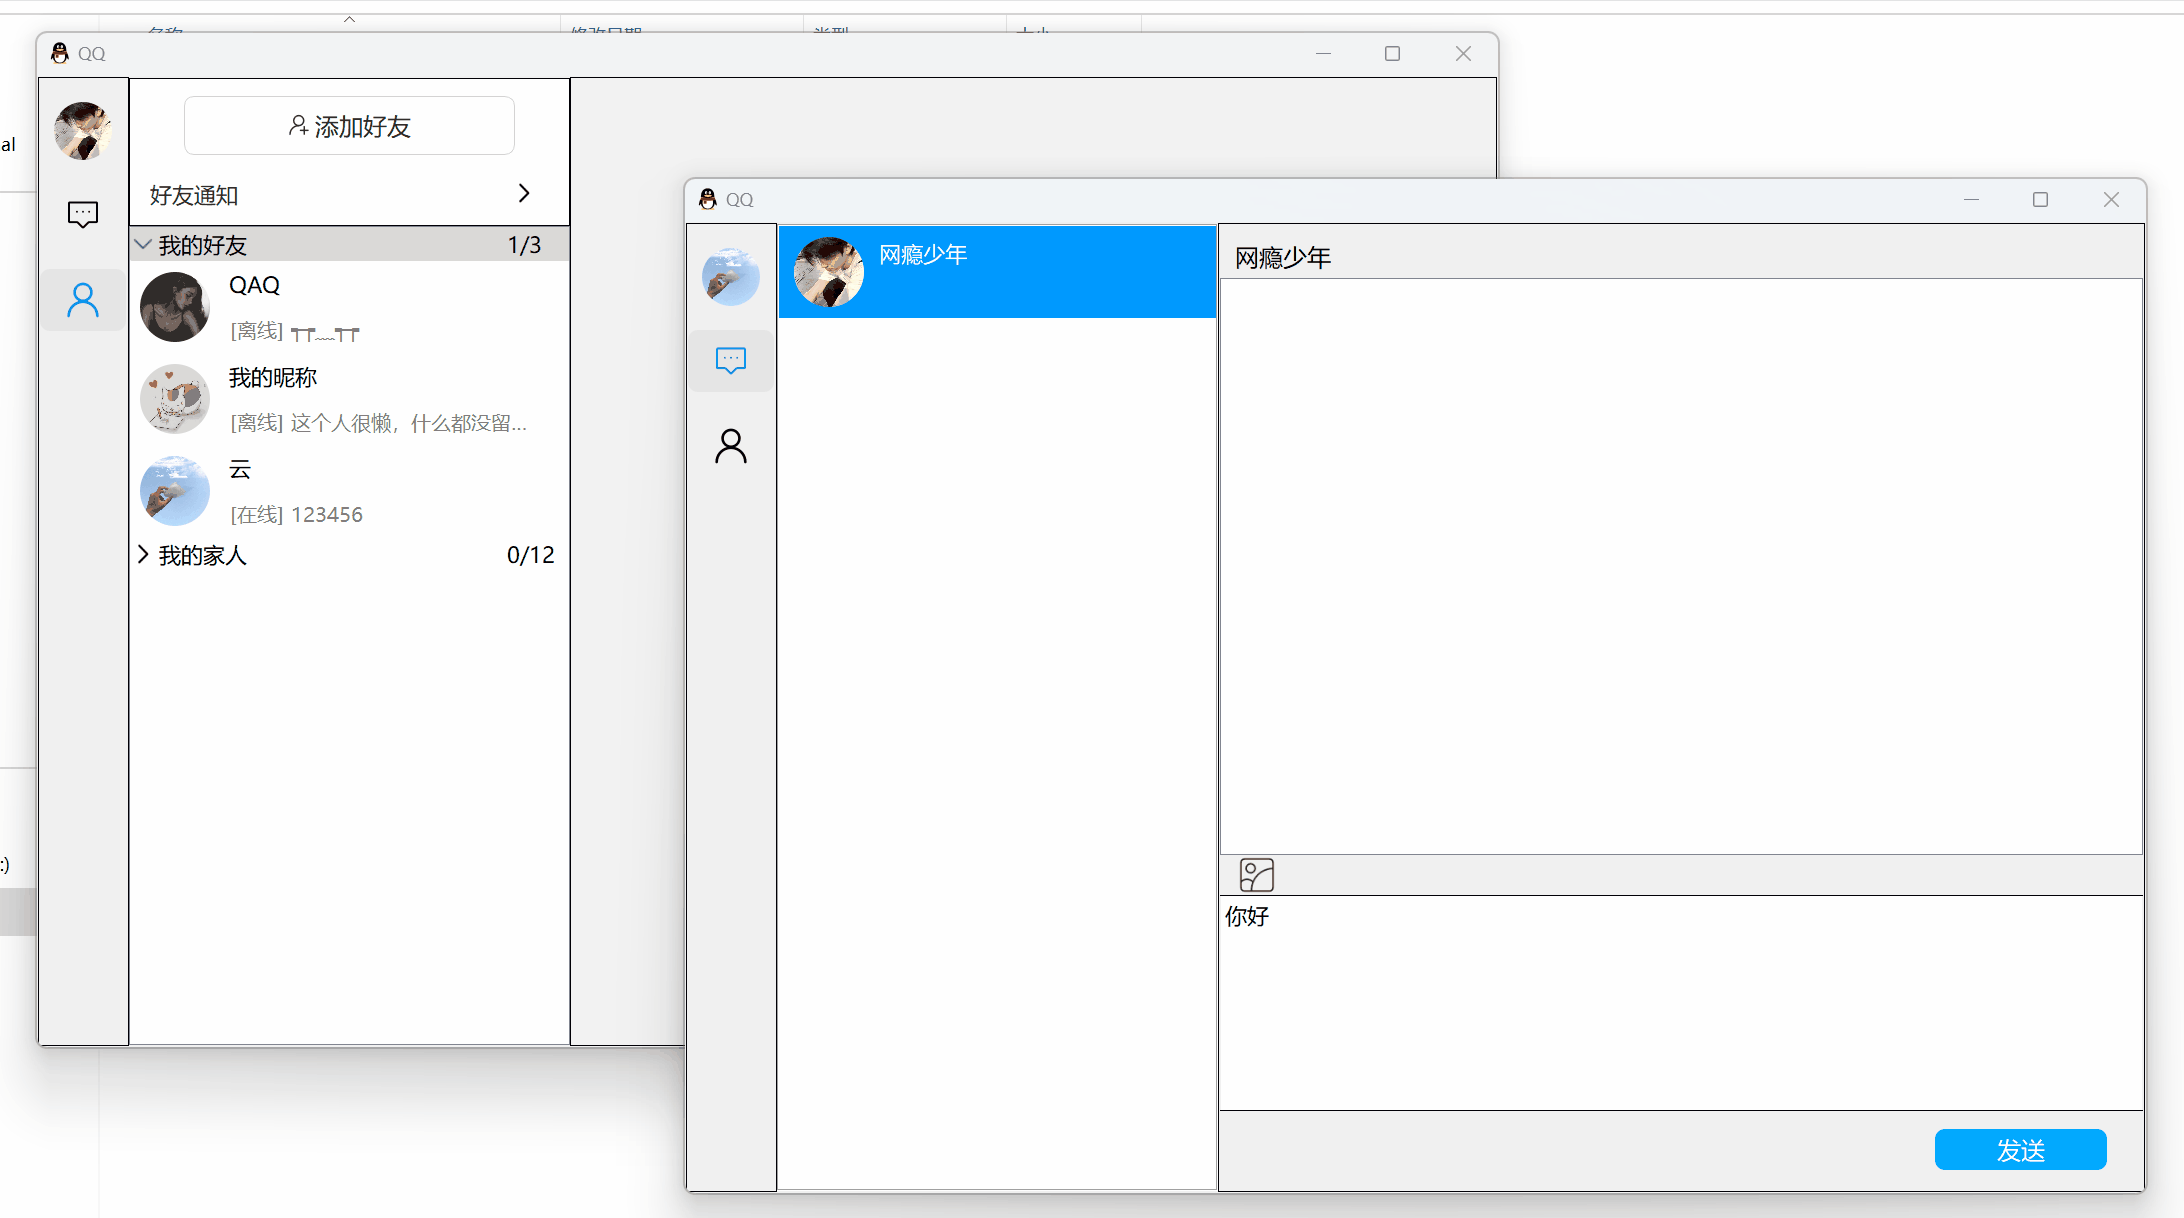 al
:)
QQ
添加好友
好友通知
我的好友 1/3
QAQ
[离线] ┭┮﹏┭┮
我的昵称
[离线] 这个人很懒，什么都没留...
云
[在线] 123456
我的家人 0/12
QQ
网瘾少年
网瘾少年
你好
发送